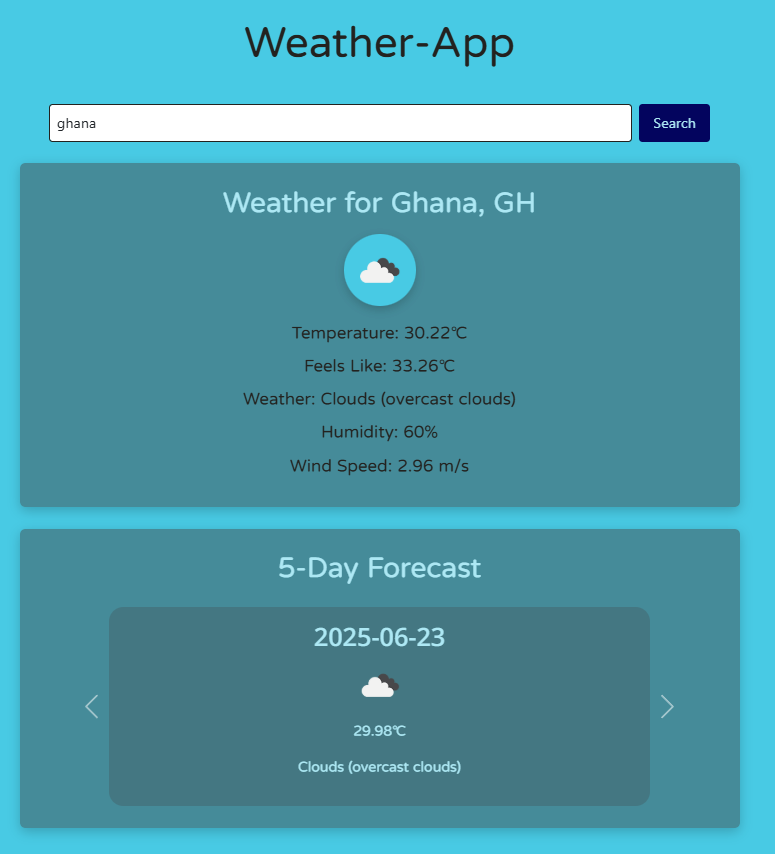 Weather-App
ghana
Search
Weather for Ghana, GH
Temperature: 30.22℃
Feels Like: 33.26℃
Weather: Clouds (overcast clouds)
Humidity: 60%
Wind Speed: 2.96 m/s
5-Day Forecast
2025-06-23
29.98℃
Clouds (overcast clouds)